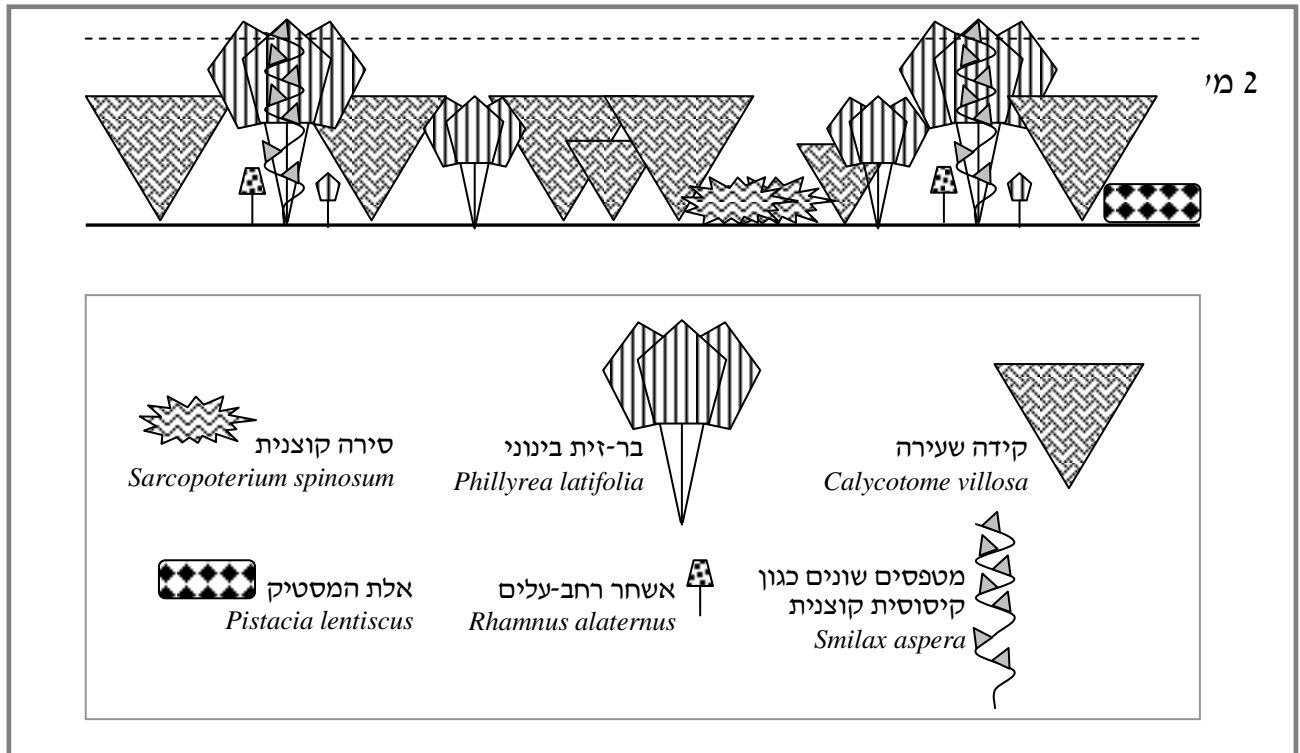 2 מ'
קידה שעירה
Calycotome villosa
בר-זית בינוני
Phillyrea latifolia
סירה קוצנית
Sarcopoterium spinosum
מטפסים שונים כגון
קיסוסית קוצנית
Smilax aspera
אשחר רחב-עלים
Rhamnus alaternus
אלת המסטיק
Pistacia lentiscus